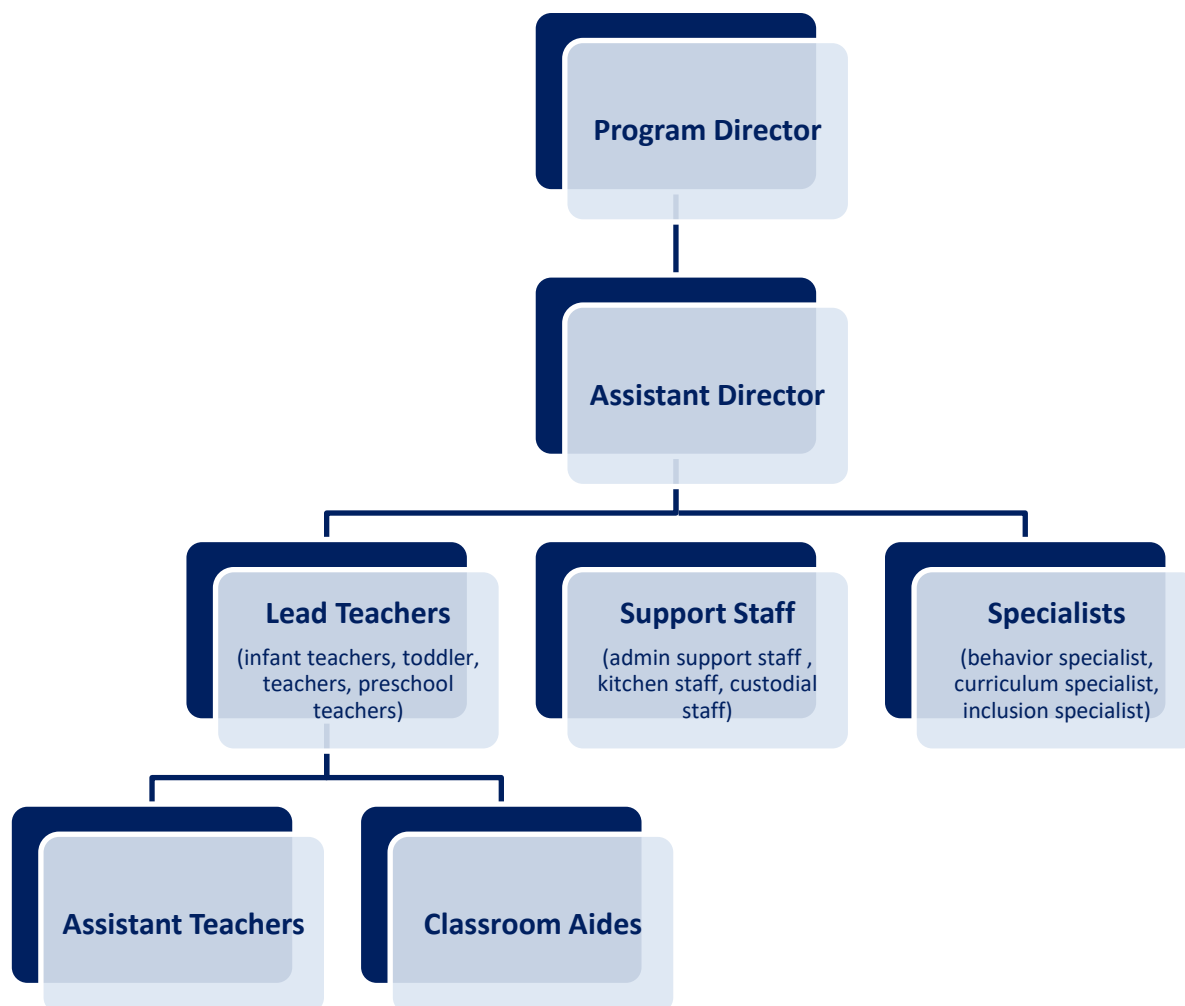 Program Director
Assistant Director
Lead Teachers
(infant teachers, toddler,
teachers, preschool
teachers)
Support Staff
(admin support staff ,
kitchen staff, custodial
staff)
Specialists
(behavior specialist,
curriculum specialist,
inclusion specialist)
Assistant Teachers
Classroom Aides